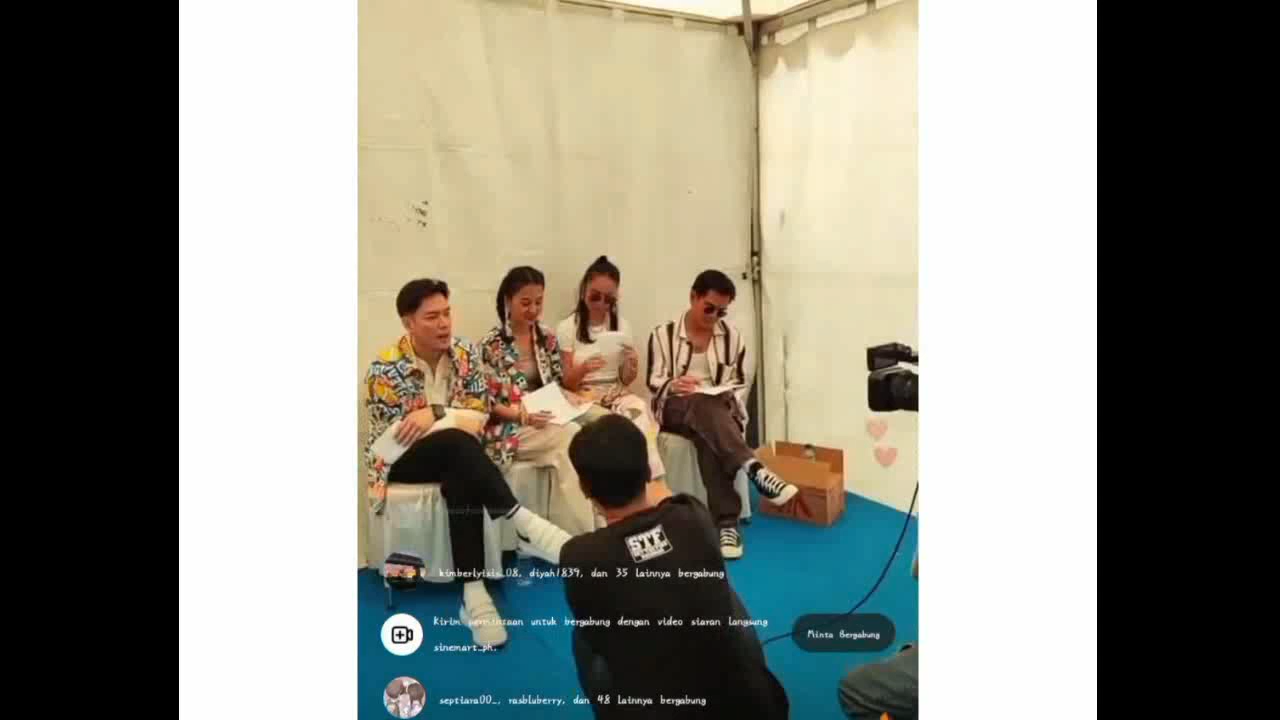 STF
kimberlyisis_08, diyah1839, dan 35 lainnya bergabung
Kirim permintaan untuk bergabung dengan video siaran langsung
sinemart_ph.
Minta Bergabung
septiara00_, rasbluberry, dan 48 lainnya bergabung